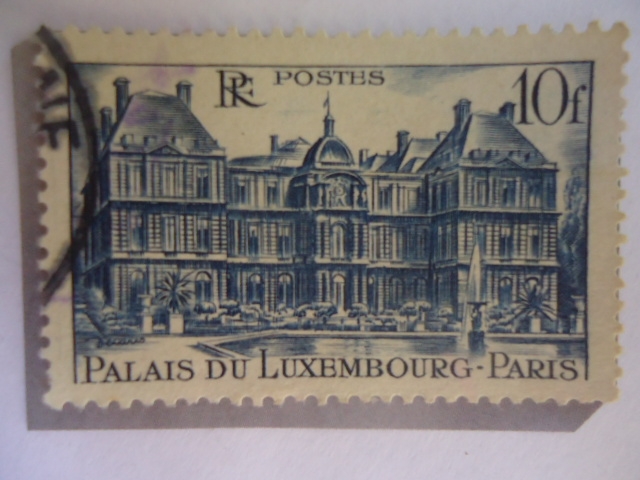 RF POSTES 10f
PALAIS DU LUXEMBOURG-PARIS